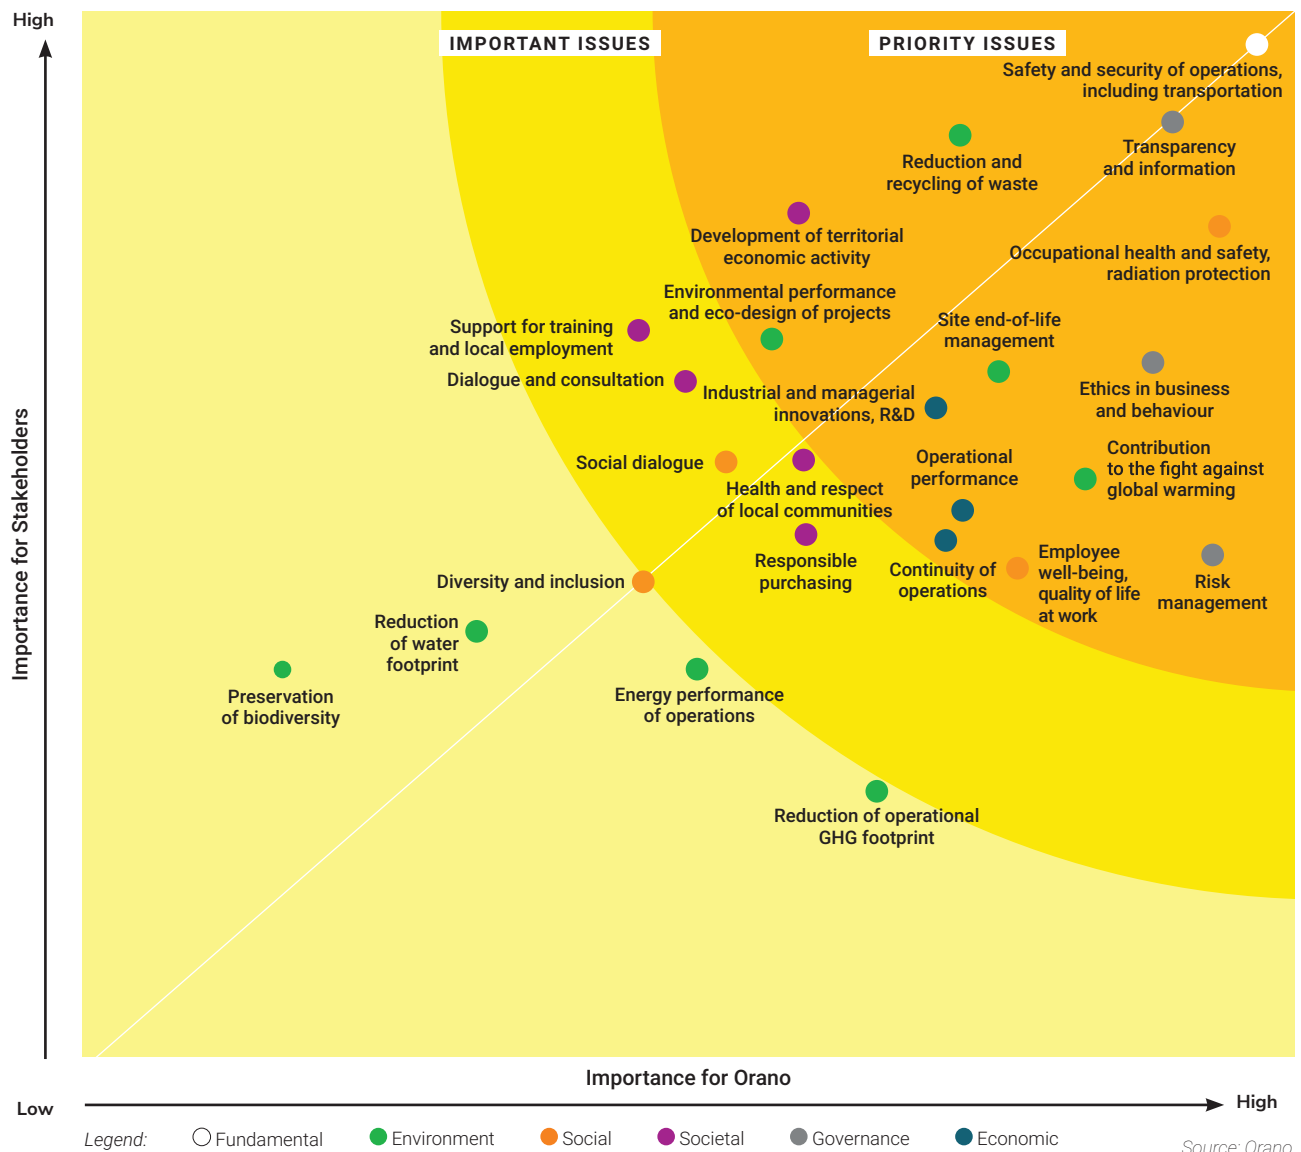 High
IMPORTANT ISSUES
PRIORITY ISSUES
Safety and security of operations,
including transportation
Transparency
and information
Reduction and
recycling of waste
Development of territorial
economic activity
Occupational health and safety,
radiation protection
Environmental performance
and eco-design of projects
Support for training
and local employment
Site end-of-life
management
Dialogue and consultation
Industrial and managerial
innovations, R&D
Ethics in business
and behaviour
Social dialogue
Operational
performance
Contribution
to the fight against
global warming
Health and respect
of local communities
Responsible
purchasing
Continuity of
operations
Employee
well-being,
quality of life
at work
Risk
management
Diversity and inclusion
Reduction
of water
footprint
Preservation
of biodiversity
Energy performance
of operations
Reduction of operational
GHG footprint
Importance for Stakeholders
Importance for Orano
Low
High
Legend:
Fundamental
Environment
Social
Societal
Governance
Economic
Source: Orano